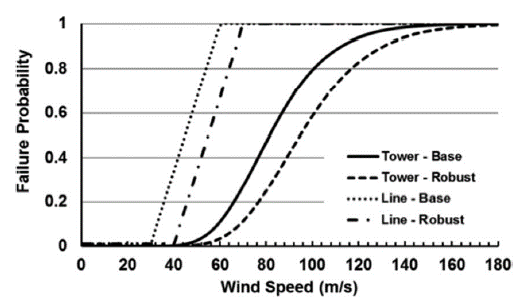 1
0.8
0.6
0.4
0.2
0
Failure Probability
Tower - Base
Tower - Robust
Line - Base
Line - Robust
0 20 40 60 80 100 120 140 160 180
Wind Speed (m/s)